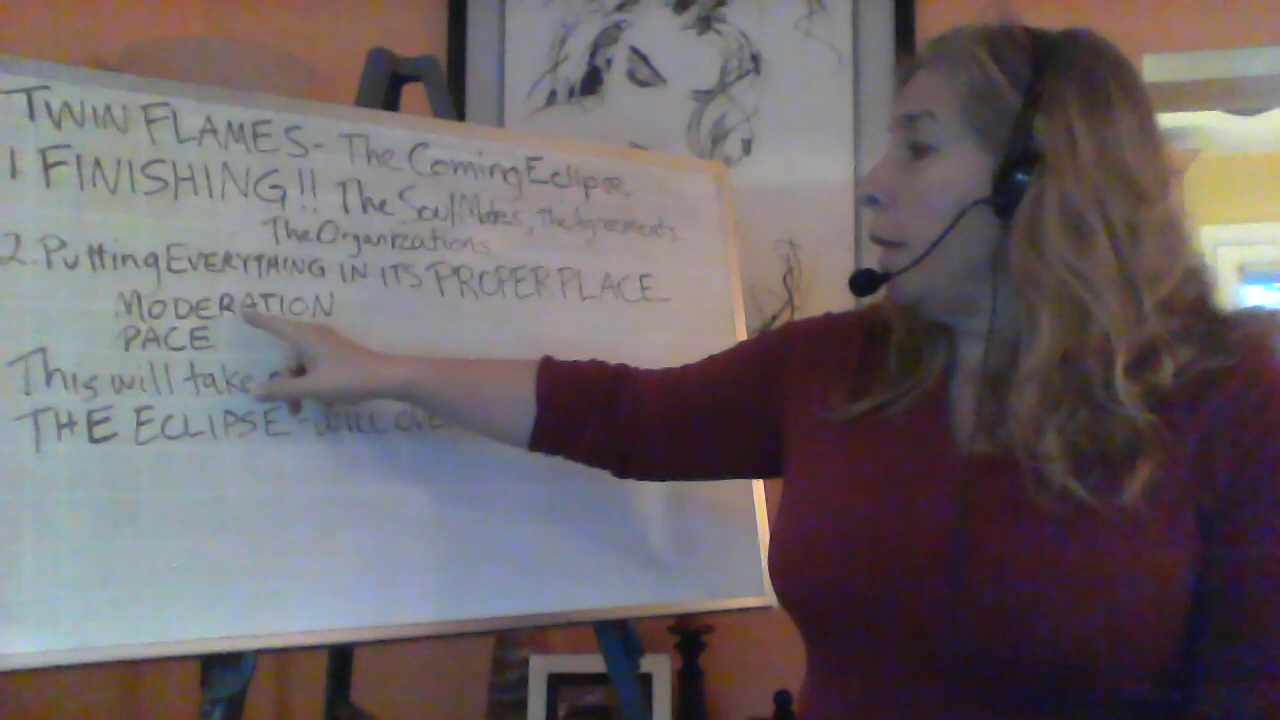 TWIN FLAMES- The Coming Eclipse
1 FINISHING!! The Soul Mates, The Agreements
The Organizations
2. Putting EVERYTHING IN ITS PROPER PLACE
MODERATION
PACE
This will take
THE ECLIPSE - WILL